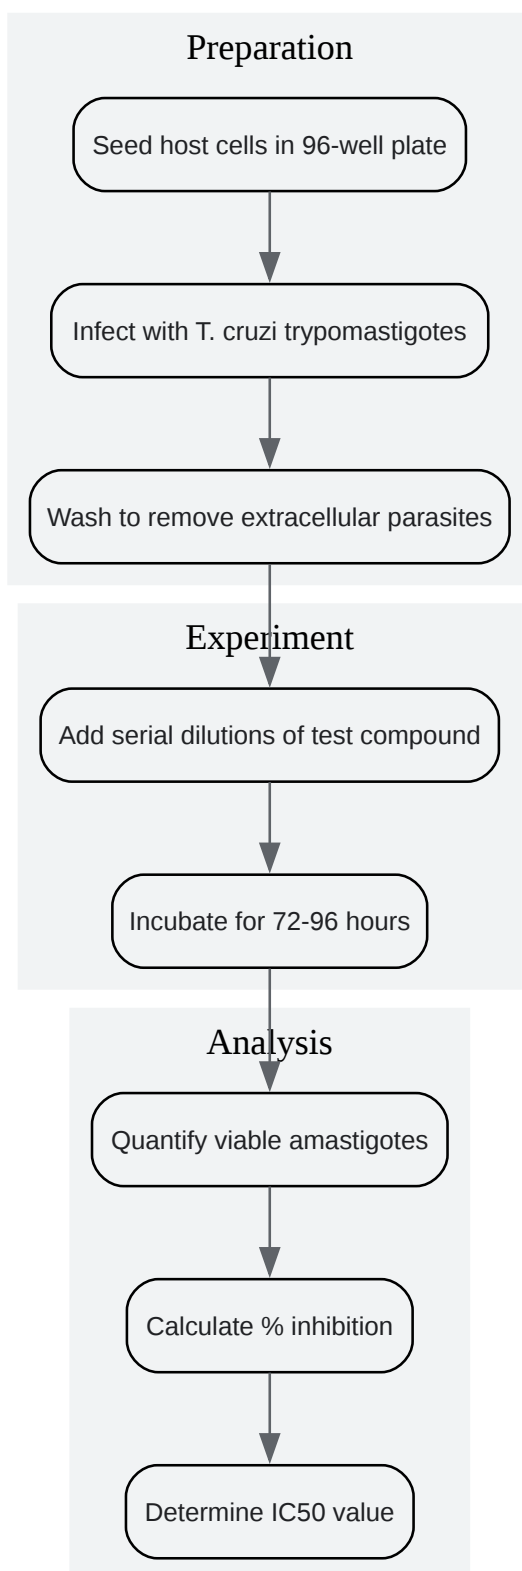 Preparation
Seed host cells in 96-well plate
Infect with T. cruzi trypomastigotes
Wash to remove extracellular parasites
Experiment
Add serial dilutions of test compound
Incubate for 72-96 hours
Analysis
Quantify viable amastigotes
Calculate % inhibition
Determine IC50 value